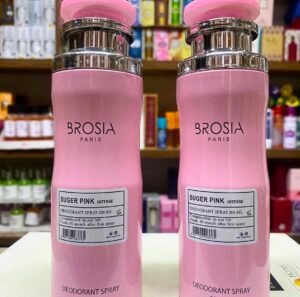 BROSIA
PARIS
SUGER PINK INTENSE
DEODORANT SPRAY 200 ML
DEODORANT SPRAY
BROSIA
PARIS
SUGER PINK INTENSE
DEODORANT SPRAY 200 ML
DEODORANT SPRAY